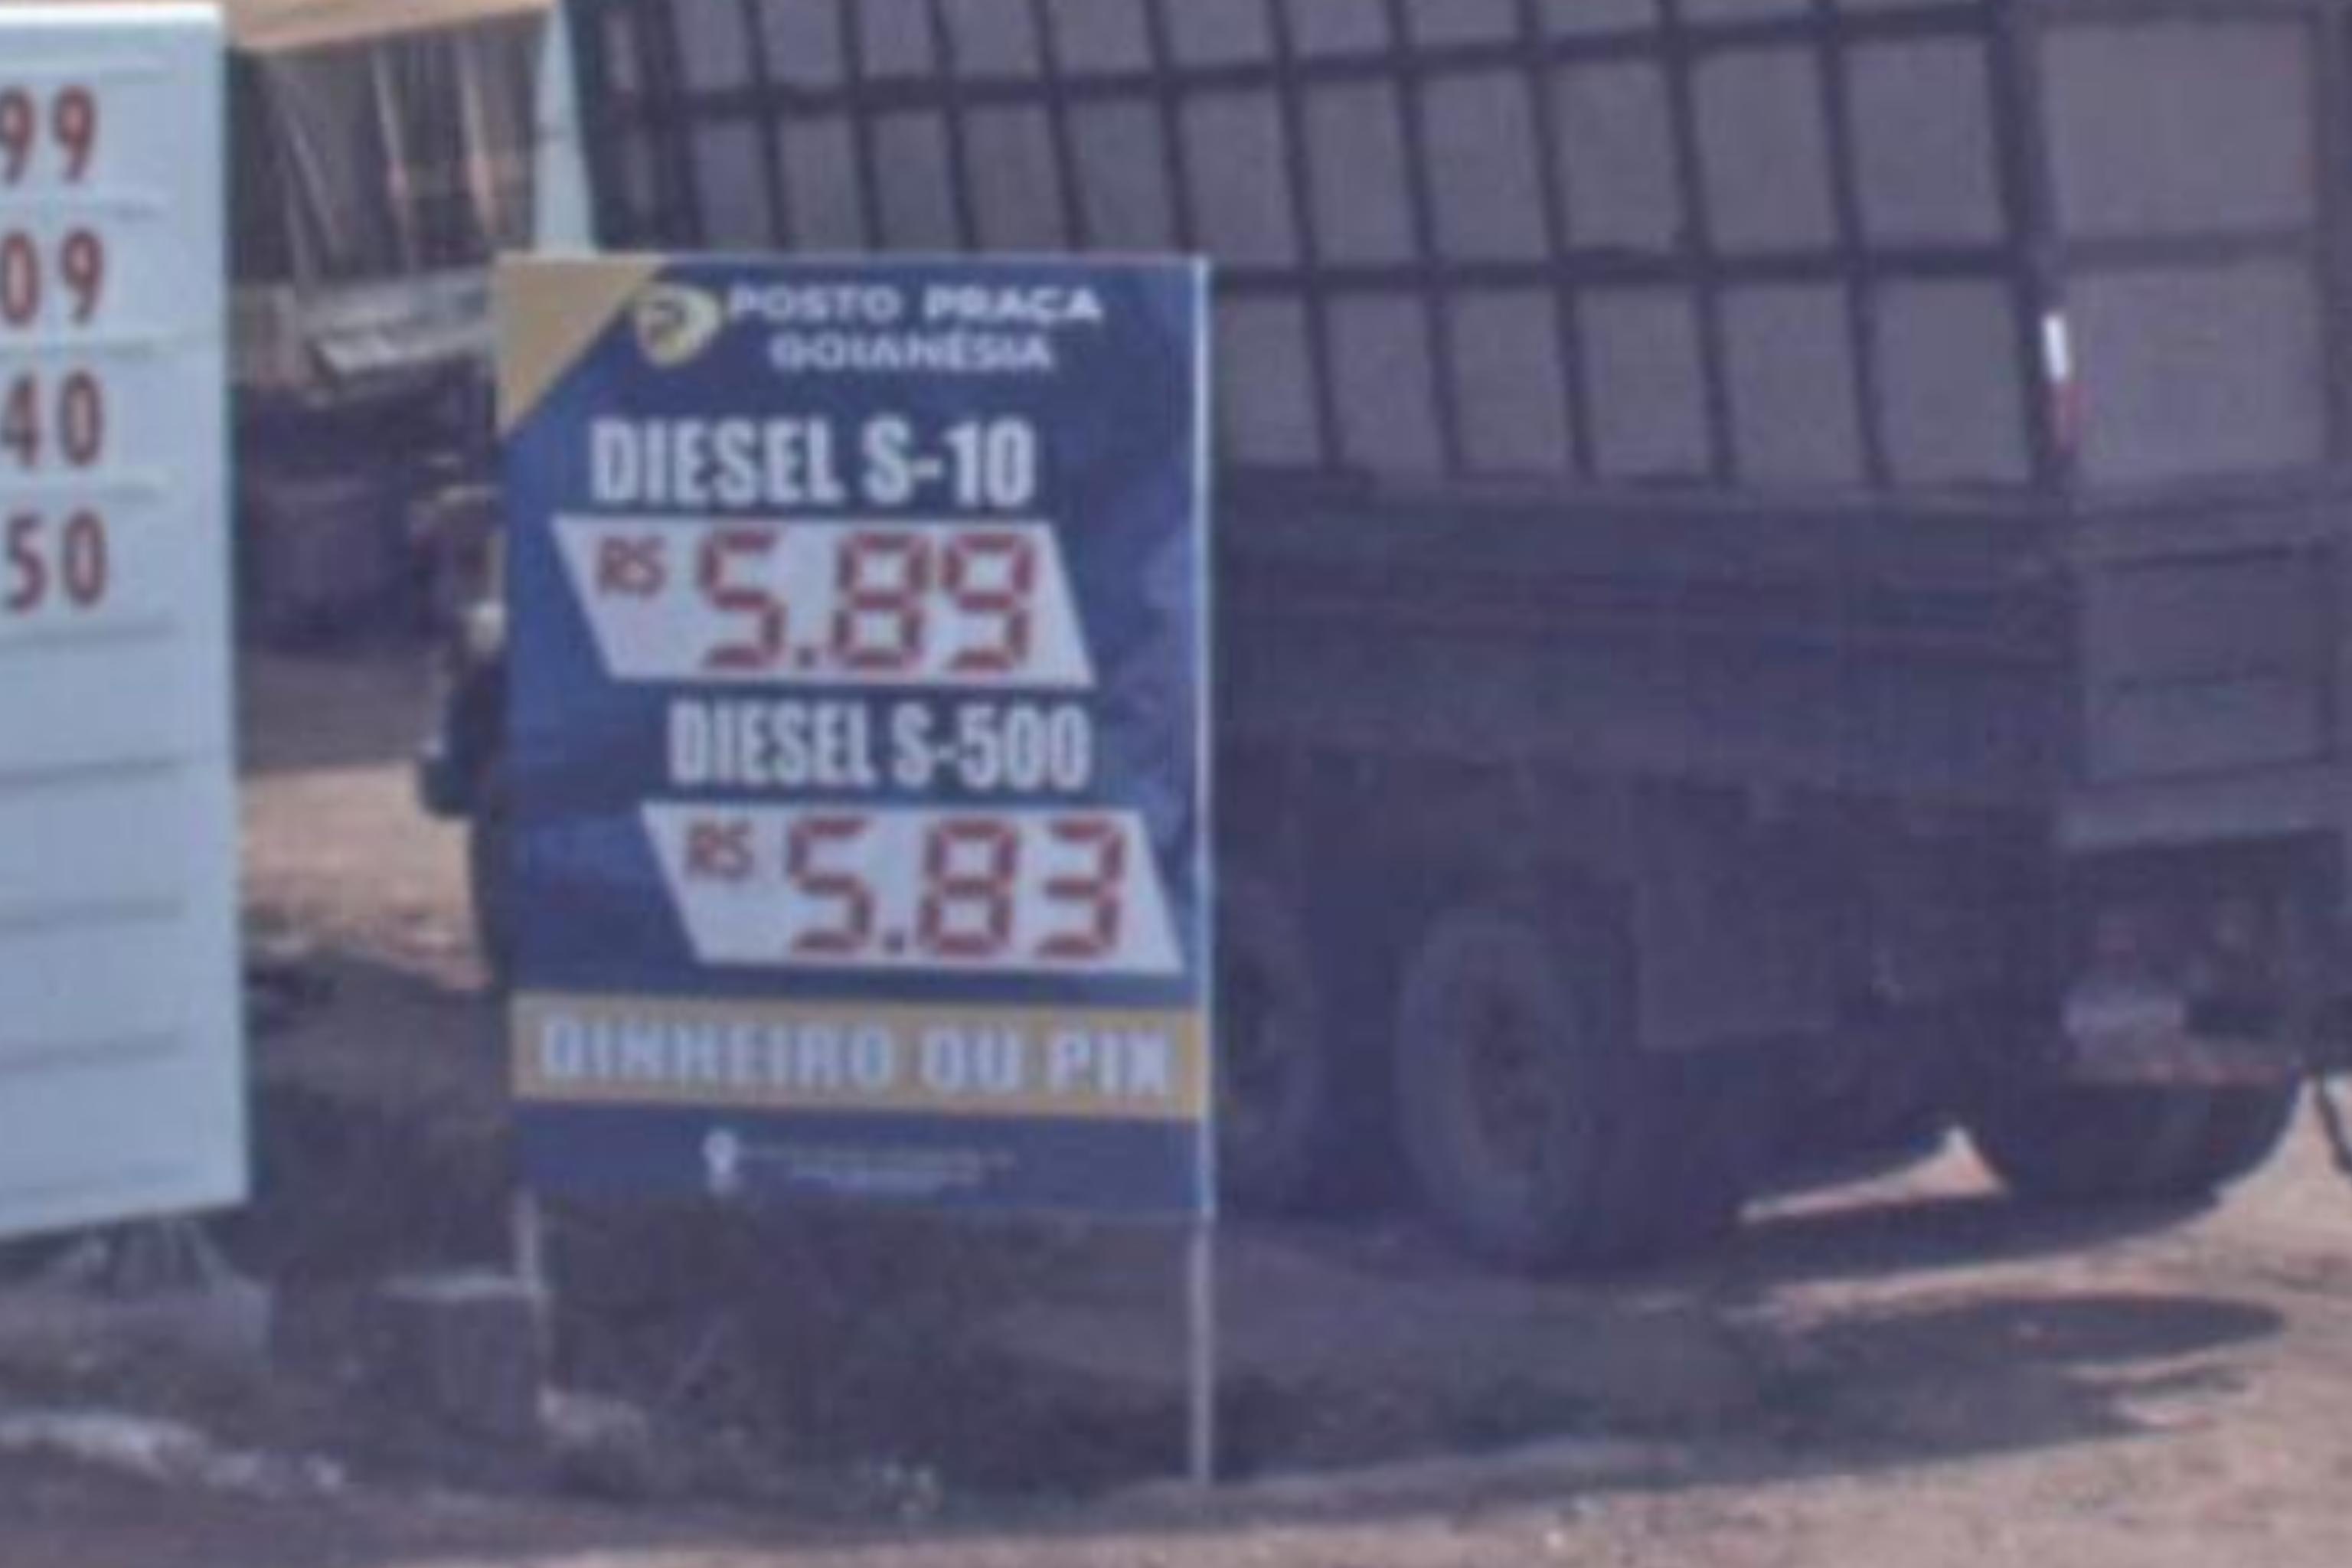 99
09
40
50
POSTO PRAÇA
GOIANÉSIA
DIESEL S-10
R$ 5.89
DIESEL S-500
R$ 5.83
DINHEIRO OU PIX